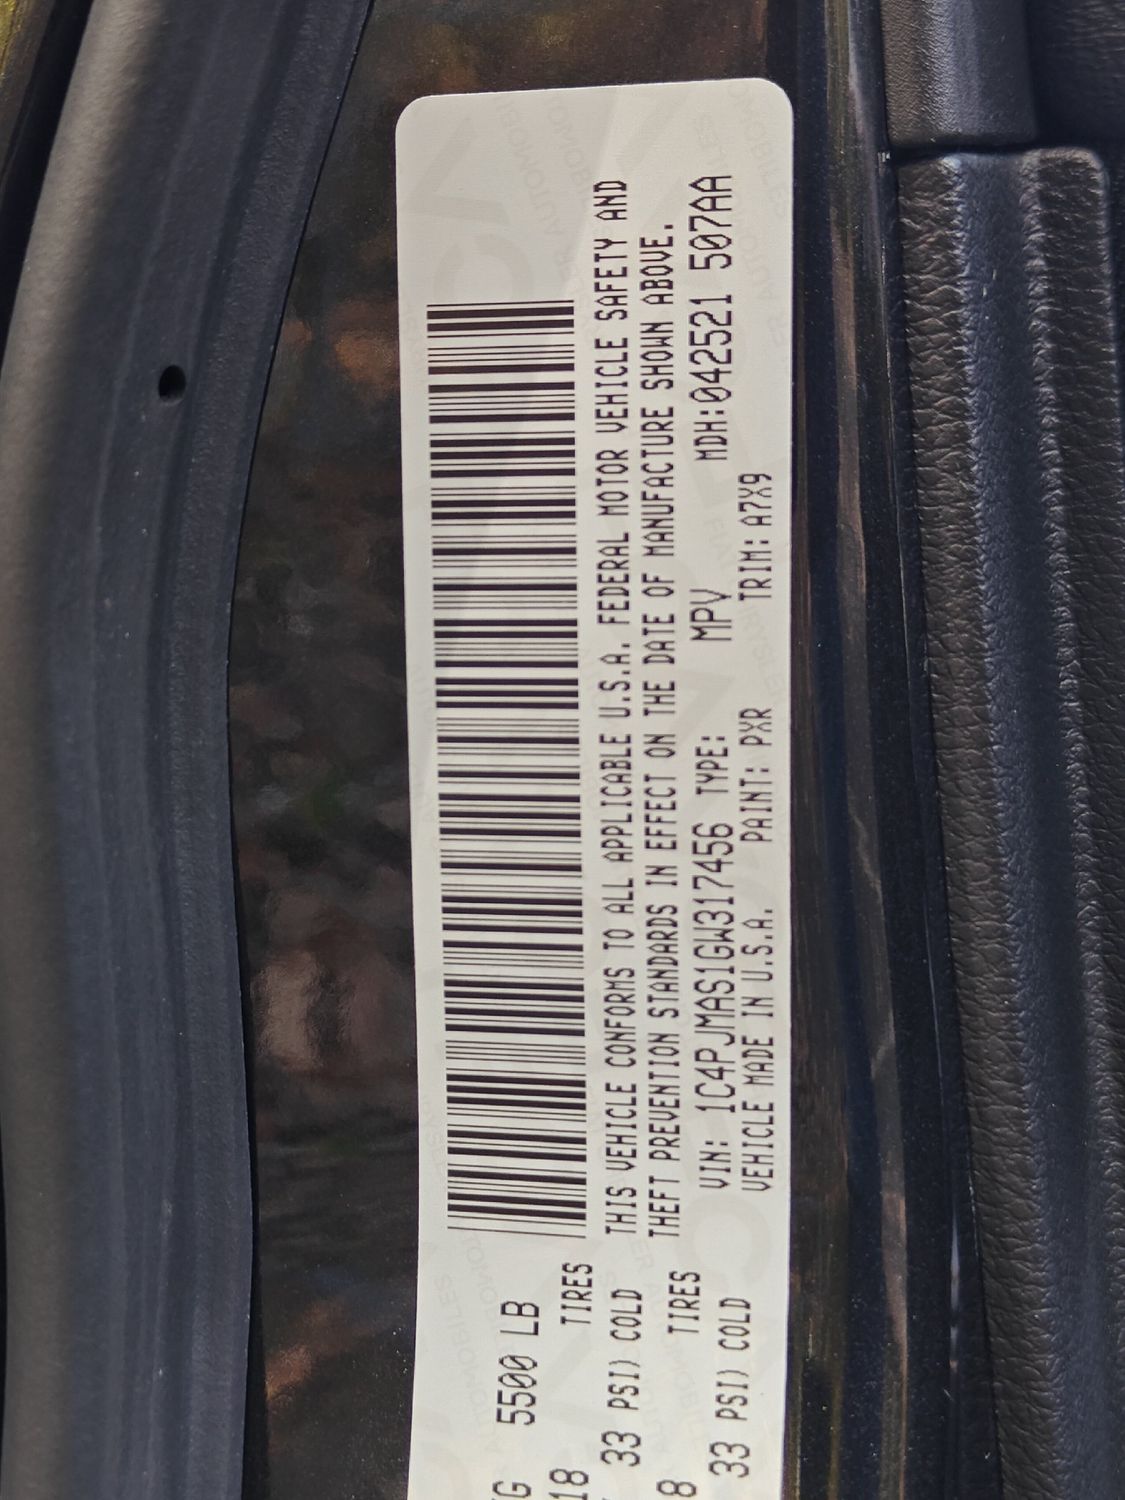 G 5500 LB
18 TIRES
33 PSI) COLD
8 TIRES
33 PSI) COLD
THIS VEHICLE CONFORMS TO ALL APPLICABLE U.S.A. FEDERAL MOTOR VEHICLE SAFETY AND
THEFT PREVENTION STANDARDS IN EFFECT ON THE DATE OF MANUFACTURE SHOWN ABOVE.
VIN: 1C4PJMAS1GW317456 TYPE: MPV MDH:042521 507AA
VEHICLE MADE IN U.S.A. PAINT: PXR TRIM: A7X9